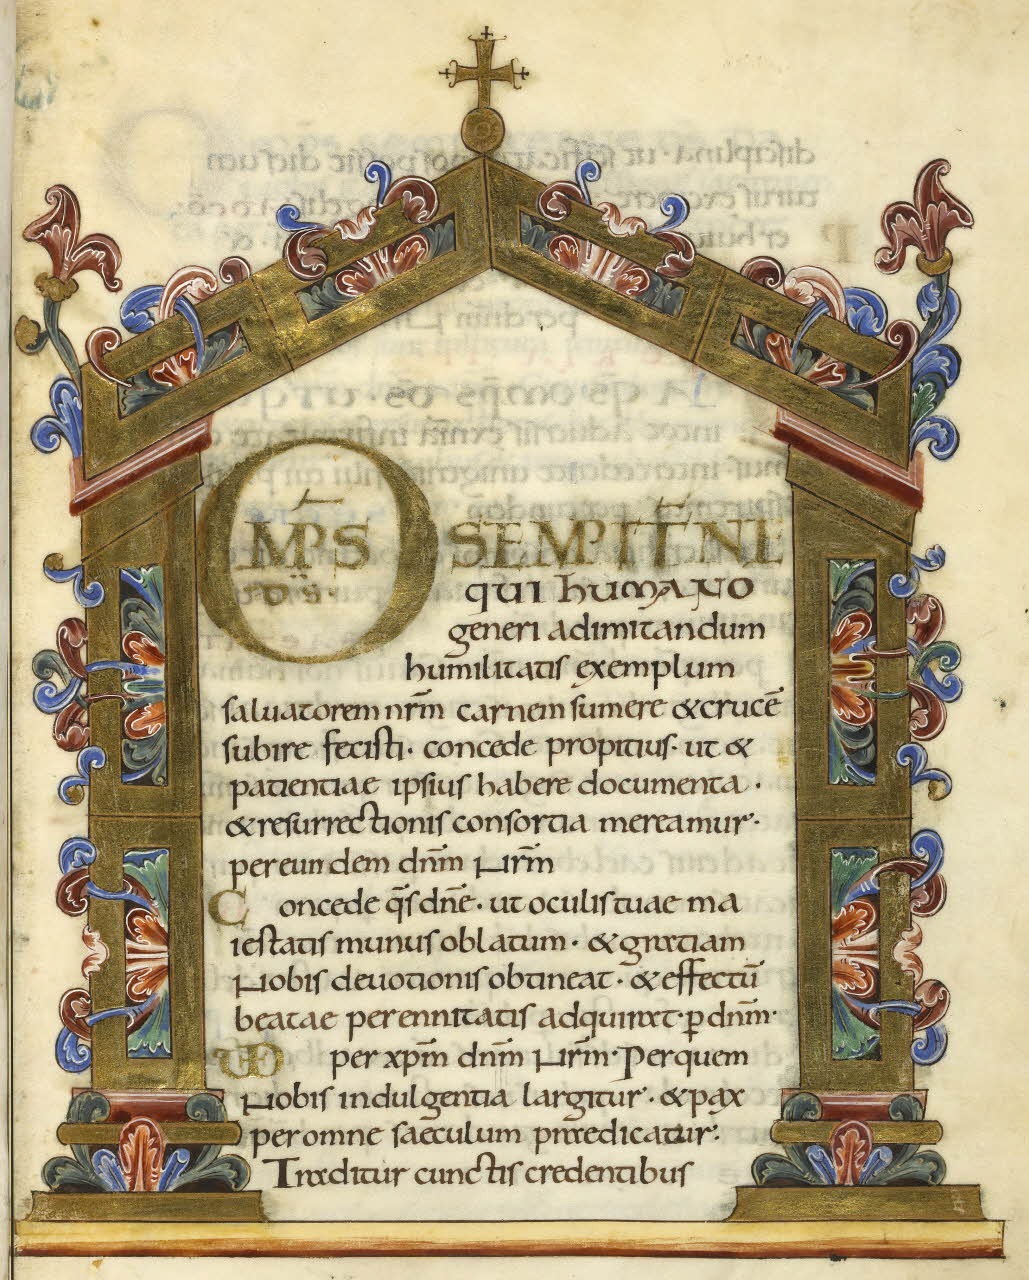 OMPS SEMPITERNE
DS· QUI humANO
generi adimitandum
humilitatis exemplum
saluatorem nrm carnem sumere &crucē
subire fecisti· concede propitius· ut &
patientiae ipsius habere documenta·
&resurrectionis consortia mereamur·
per eundem dnm Nrm
Concede qs dne· ut oculis tuae ma
iestatis munus oblatum· &gratiam
Nobis deuotionis obtineat· &effectū
beatae perennitatis adquirat· p dnm·
UD per xpm dnm Nrm· Per quem
Nobis indulgentia largitur· &pax
per omne saeculum praedicatur·
Traditur cunctis credentibus